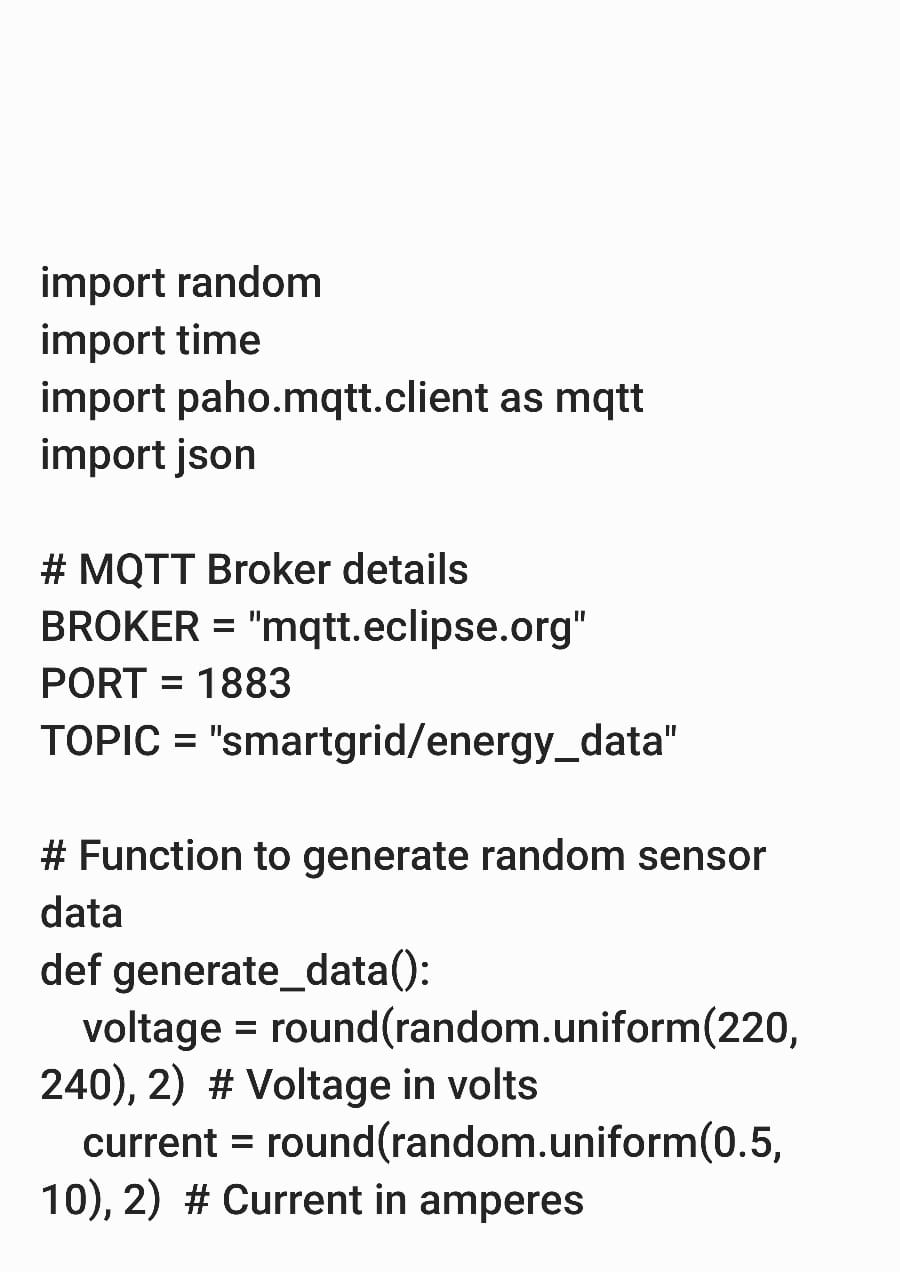 import random
import time
import paho.mqtt.client as mqtt
import json
# MQTT Broker details
BROKER = "mqtt.eclipse.org"
PORT = 1883
TOPIC = "smartgrid/energy_data"
# Function to generate random sensor
data
def generate_data():
    voltage = round(random.uniform(220,
240), 2)  # Voltage in volts
    current = round(random.uniform(0.5,
10), 2)  # Current in amperes